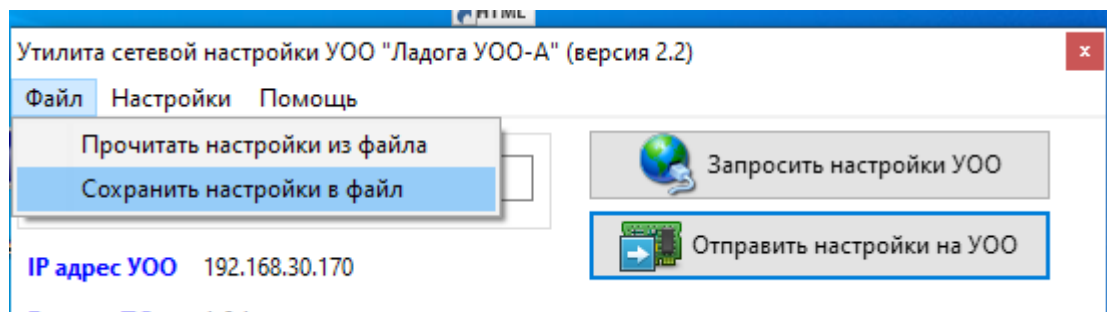 HTML
Утилита сетевой настройки УОО "Ладога УОО-А" (версия 2.2)
Файл Настройки Помощь
Прочитать настройки из файла
Сохранить настройки в файл
Запросить настройки УОО
Отправить настройки на УОО
IP адрес УОО 192.168.30.170